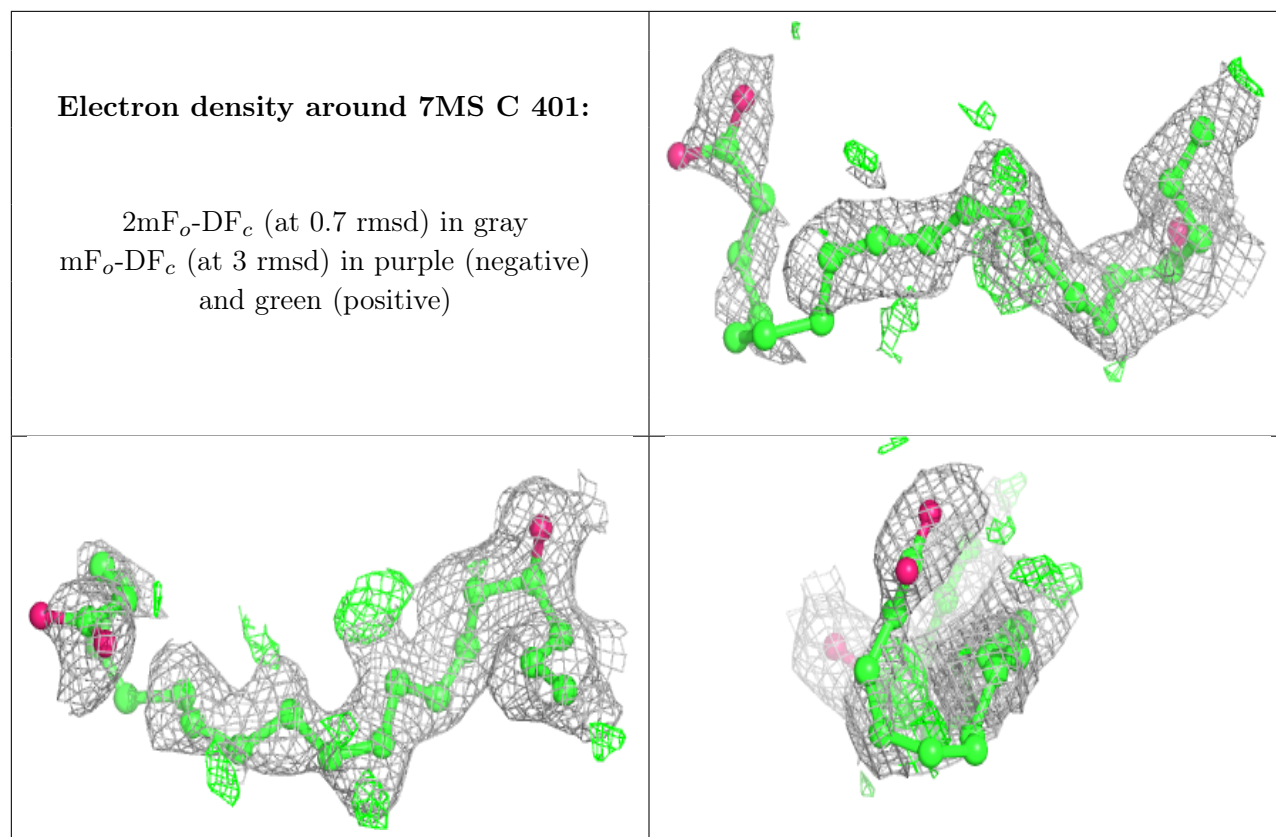 Electron density around 7MS C 401:
2mFo-DFc (at 0.7 rmsd) in gray
mFo-DFc (at 3 rmsd) in purple (negative)
and green (positive)